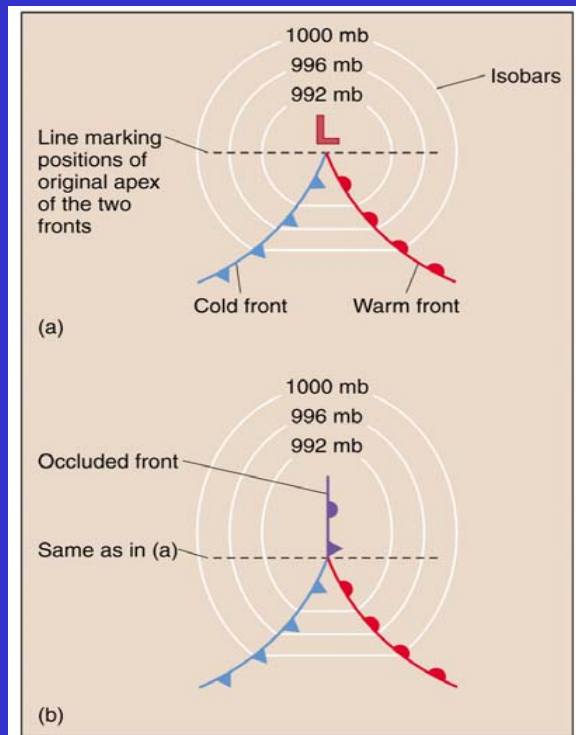 1000 mb
996 mb
992 mb
Isobars
L
Line marking
positions of
original apex
of the two
fronts
Cold front
Warm front
(a)
1000 mb
996 mb
992 mb
Occluded front
Same as in (a)
(b)